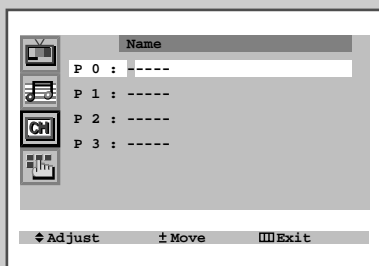 Name
P 0 : -----
P 1 : -----
P 2 : -----
P 3 : -----
CH
Adjust ± Move Exit